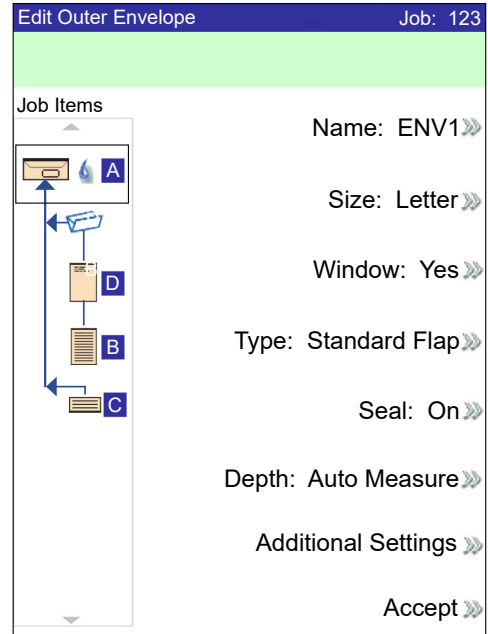 Edit Outer Envelope Job: 123
Job Items
Name: ENV1
A
Size: Letter
Window: Yes
D
Type: Standard Flap
B
Seal: On
C
Depth: Auto Measure
Additional Settings
Accept